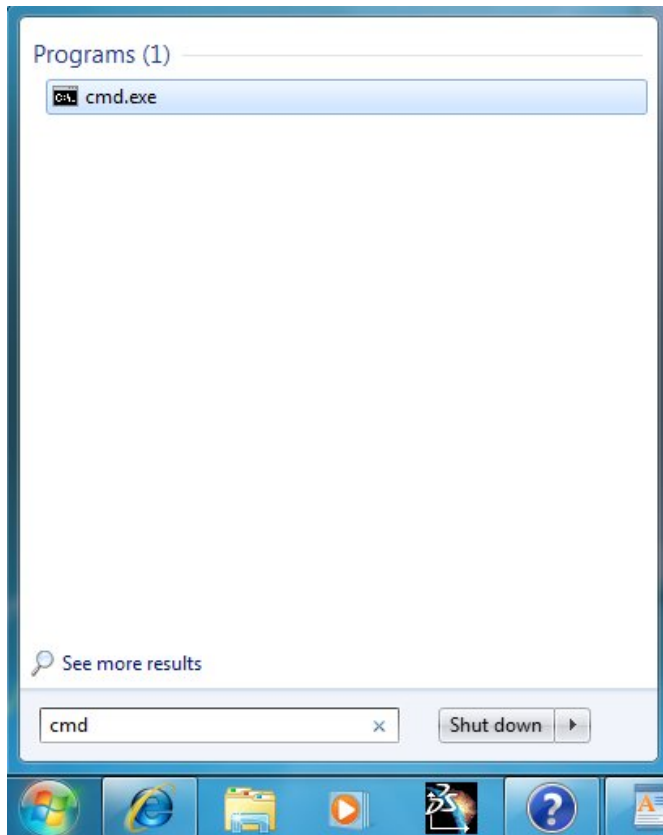 Programs (1)
C:\.
cmd.exe
See more results
cmd
Shut down
?
A